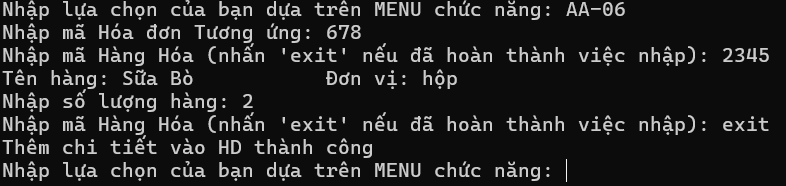 Nhập lựa chọn của bạn dựa trên MENU chức năng: AA-06
Nhập mã Hóa đơn Tương ứng: 678
Nhập mã Hàng Hóa (nhấn 'exit' nếu đã hoàn thành việc nhập): 2345
Tên hàng: Sữa Bò Đơn vị: hộp
Nhập số lượng hàng: 2
Nhập mã Hàng Hóa (nhấn 'exit' nếu đã hoàn thành việc nhập): exit
Thêm chi tiết vào HD thành công
Nhập lựa chọn của bạn dựa trên MENU chức năng: